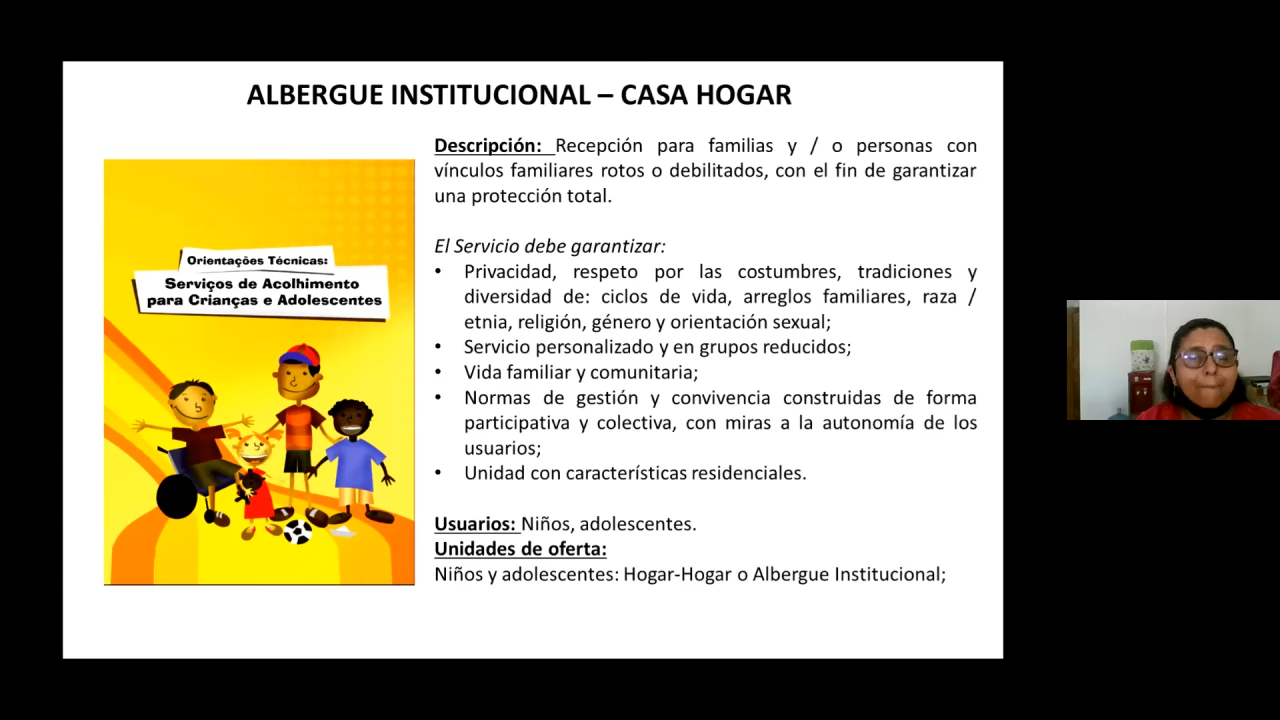 ALBERGUE INSTITUCIONAL – CASA HOGAR
Orientações Técnicas:
Serviços de Acolhimento
para Crianças e Adolescentes
Descripción: Recepción para familias y / o personas con
vínculos familiares rotos o debilitados, con el fin de garantizar
una protección total.
El Servicio debe garantizar:
• Privacidad, respeto por las costumbres, tradiciones y
diversidad de: ciclos de vida, arreglos familiares, raza /
etnia, religión, género y orientación sexual;
• Servicio personalizado y en grupos reducidos;
• Vida familiar y comunitaria;
• Normas de gestión y convivencia construidas de forma
participativa y colectiva, con miras a la autonomía de los
usuarios;
• Unidad con características residenciales.
Usuarios: Niños, adolescentes.
Unidades de oferta:
Niños y adolescentes: Hogar-Hogar o Albergue Institucional;